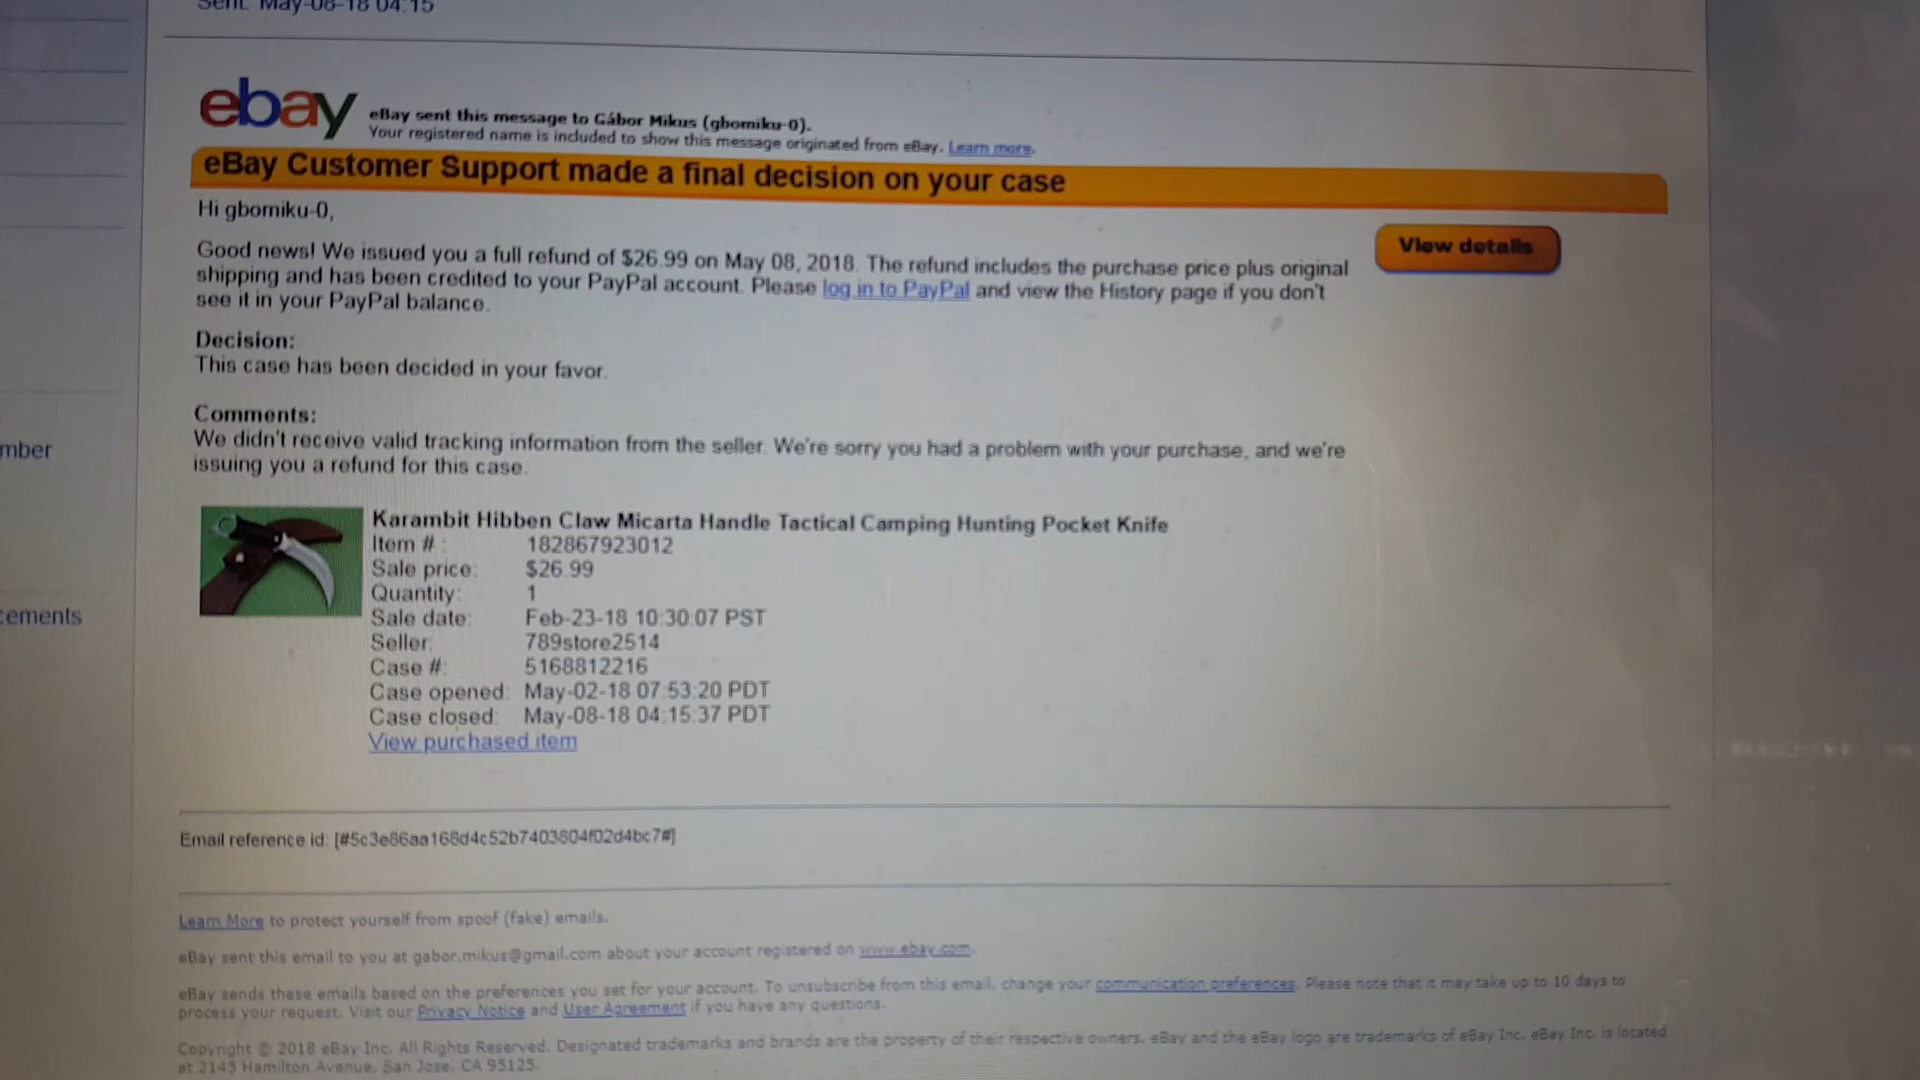 Sent: May-08-18 04:15
ebay
eBay sent this message to Gábor Mikus (gbomiku-0).
Your registered name is included to show this message originated from eBay. Learn more.
eBay Customer Support made a final decision on your case
Hi gbomiku-0,
View details
Good news! We issued you a full refund of $26.99 on May 08, 2018. The refund includes the purchase price plus original
shipping and has been credited to your PayPal account. Please log in to PayPal and view the History page if you don't
see it in your PayPal balance.
Decision:
This case has been decided in your favor.
Comments:
We didn't receive valid tracking information from the seller. We're sorry you had a problem with your purchase, and we're
issuing you a refund for this case.
mber
cements
Karambit Hibben Claw Micarta Handle Tactical Camping Hunting Pocket Knife
Item # : 182867923012
Sale price: $26.99
Quantity: 1
Sale date: Feb-23-18 10:30:07 PST
Seller: 789store2514
Case #: 5168812216
Case opened: May-02-18 07:53:20 PDT
Case closed: May-08-18 04:15:37 PDT
View purchased item
Email reference id: [#5c3e86aa168d4c52b7403804f02d4bc7#]
Learn More to protect yourself from spoof (fake) emails.
eBay sent this email to you at gabor.mikus@gmail.com about your account registered on www.ebay.com.
eBay sends these emails based on the preferences you set for your account. To unsubscribe from this email, change your communication preferences. Please note that it may take up to 10 days to
process your request. Visit our Privacy Notice and User Agreement if you have any questions.
Copyright © 2018 eBay Inc. All Rights Reserved. Designated trademarks and brands are the property of their respective owners. eBay and the eBay logo are trademarks of eBay Inc. eBay Inc. is located
at 2145 Hamilton Avenue, San Jose, CA 95125.